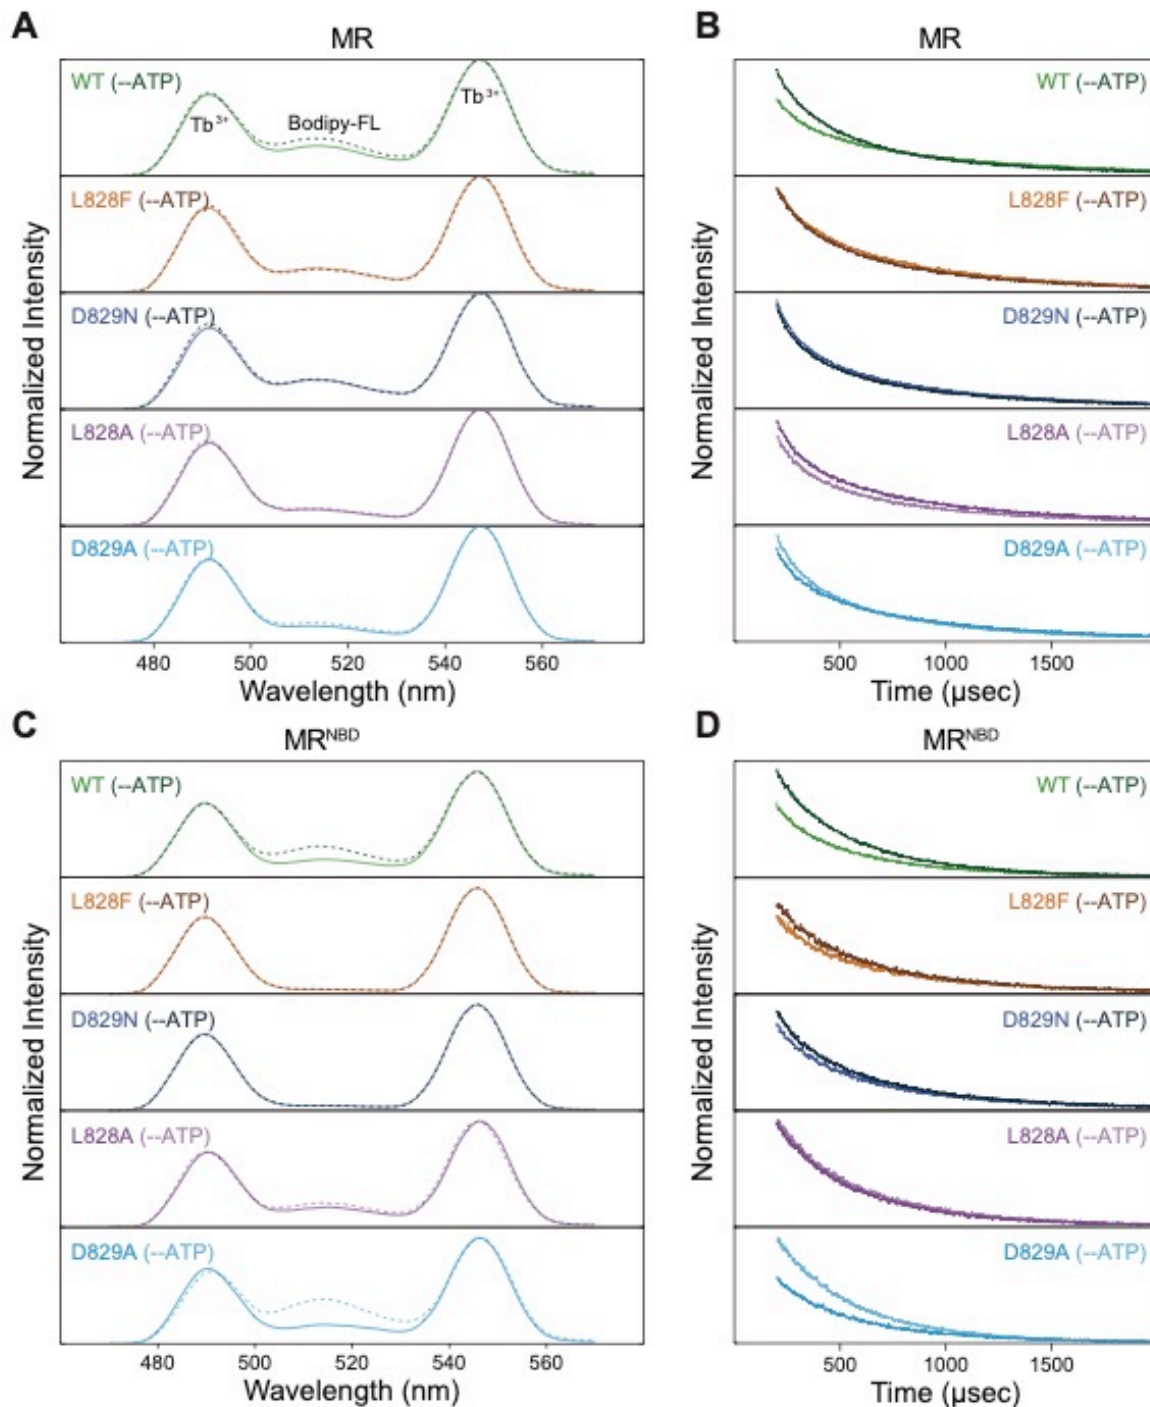 A
MR
WT (--ATP)
Tb3+
Bodipy-FL
Tb3+
L828F (--ATP)
D829N (--ATP)
L828A (--ATP)
D829A (--ATP)
Normalized Intensity
480 500 520 540 560
Wavelength (nm)
B
MR
WT (--ATP)
L828F (--ATP)
D829N (--ATP)
L828A (--ATP)
D829A (--ATP)
Normalized Intensity
500 1000 1500
Time (µsec)
C
MRNBD
WT (--ATP)
L828F (--ATP)
D829N (--ATP)
L828A (--ATP)
D829A (--ATP)
Normalized Intensity
480 500 520 540 560
Wavelength (nm)
D
MRNBD
WT (--ATP)
L828F (--ATP)
D829N (--ATP)
L828A (--ATP)
D829A (--ATP)
Normalized Intensity
500 1000 1500
Time (µsec)